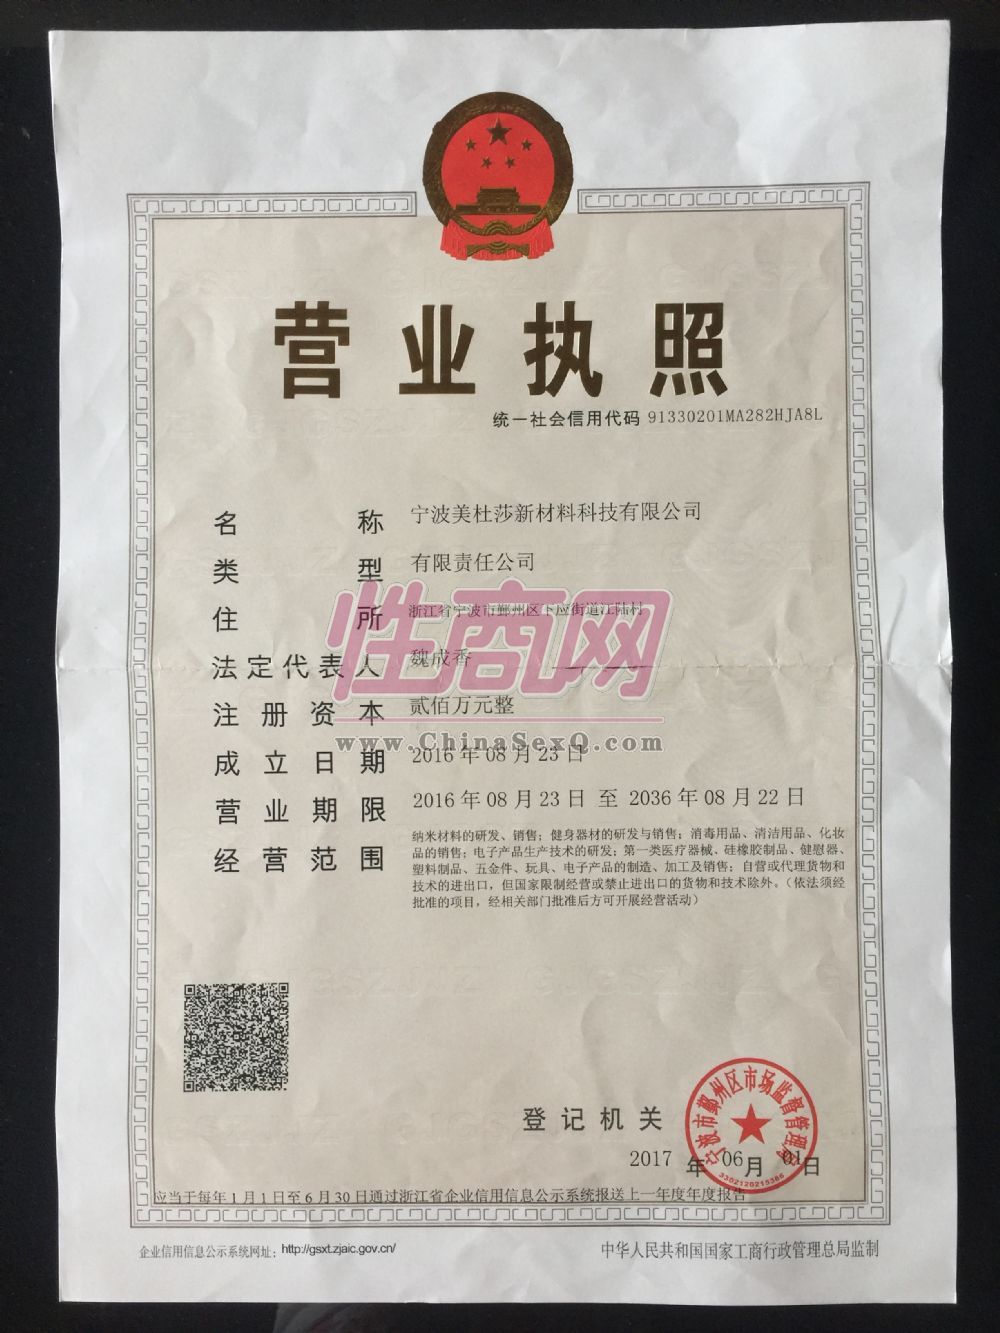 营业执照
统一社会信用代码 91330201MA282HJA8L
名称 宁波美杜莎新材料科技有限公司
类型 有限责任公司
住所 浙江省宁波市鄞州区下应街道江陆村
法定代表人 魏成香
注册资本 贰佰万元整
成立日期 2016年08月23日
营业期限 2016年08月23日 至 2036年08月22日
经营范围 纳米材料的研发、销售；健身器材的研发与销售；消毒用品、清洁用品、化妆
品的销售；电子产品生产技术的研发；第一类医疗器械、硅橡胶制品、健慰器、
塑料制品、五金件、玩具、电子产品的制造、加工及销售；自营或代理货物和
技术的进出口，但国家限制经营或禁止进出口的货物和技术除外。（依法须经
批准的项目，经相关部门批准后方可开展经营活动）
性商网
www.ChinaSexQ.com
登记机关
宁波市鄞州区市场监督管理局
3302120215386
2017年06月01日
应当于每年1月1日至6月30日通过浙江省企业信用信息公示系统报送上一年度年度报告
企业信用信息公示系统网址：http://gsxt.zjaic.gov.cn/
中华人民共和国国家工商行政管理总局监制